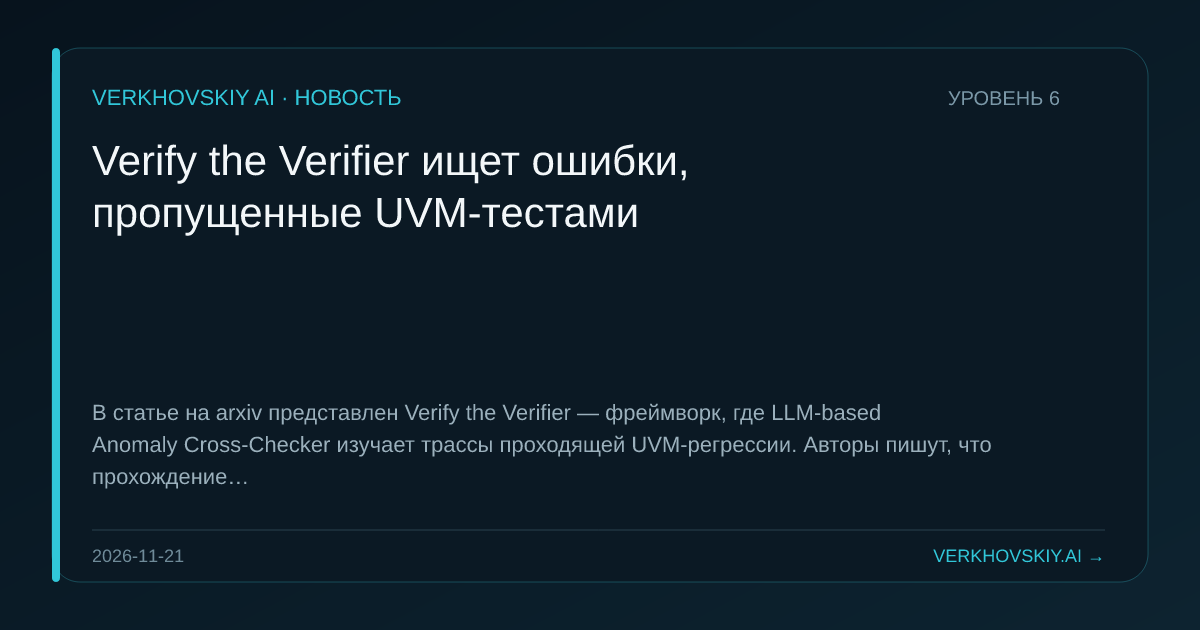 VERKHOVSKIY AI · НОВОСТЬ
УРОВЕНЬ 6
Verify the Verifier ищет ошибки,
пропущенные UVM-тестами
В статье на arxiv представлен Verify the Verifier — фреймворк, где LLM-based
Anomaly Cross-Checker изучает трассы проходящей UVM-регрессии. Авторы пишут, что
прохождение…
2026-11-21
VERKHOVSKIY.AI →